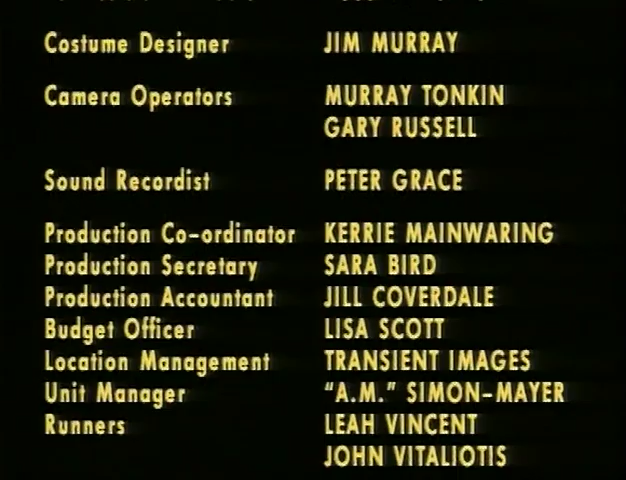 Costume Designer JIM MURRAY
Camera Operators MURRAY TONKIN
GARY RUSSELL
Sound Recordist PETER GRACE
Production Co-ordinator KERRIE MAINWARING
Production Secretary SARA BIRD
Production Accountant JILL COVERDALE
Budget Officer LISA SCOTT
Location Management TRANSIENT IMAGES
Unit Manager "A.M." SIMON-MAYER
Runners LEAH VINCENT
JOHN VITALIOTIS